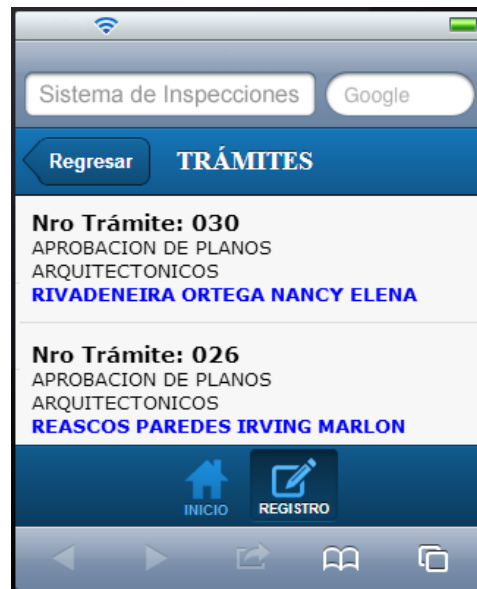 Sistema de Inspecciones Google
Regresar TRÁMITES
Nro Trámite: 030
APROBACION DE PLANOS
ARQUITECTONICOS
RIVADENEIRA ORTEGA NANCY ELENA
Nro Trámite: 026
APROBACION DE PLANOS
ARQUITECTONICOS
REASCOS PAREDES IRVING MARLON
INICIO REGISTRO